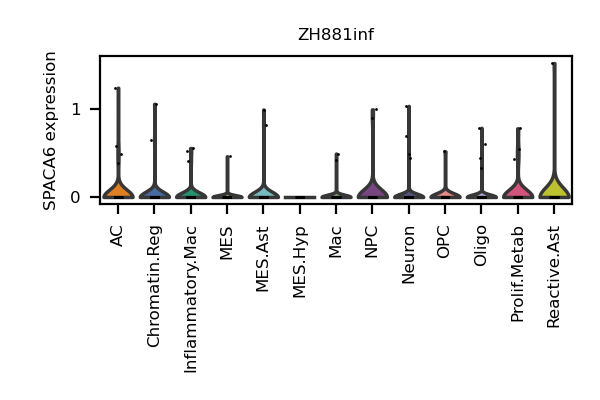 ZH881inf
SPACA6 expression
1
0
AC
Chromatin.Reg
Inflammatory.Mac
MES
MES.Ast
MES.Hyp
Mac
NPC
Neuron
OPC
Oligo
Prolif.Metab
Reactive.Ast